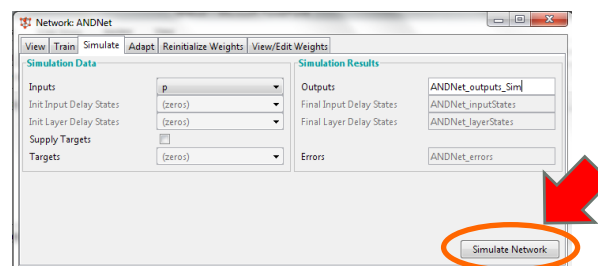 Network: ANDNet
View Train Simulate Adapt Reinitialize Weights View/Edit Weights
Simulation Data
Inputs p
Init Input Delay States (zeros)
Init Layer Delay States (zeros)
Supply Targets
Targets (zeros)
Simulation Results
Outputs ANDNet_outputs_Sim
Final Input Delay States ANDNet_inputStates
Final Layer Delay States ANDNet_layerStates
Errors ANDNet_errors
Simulate Network